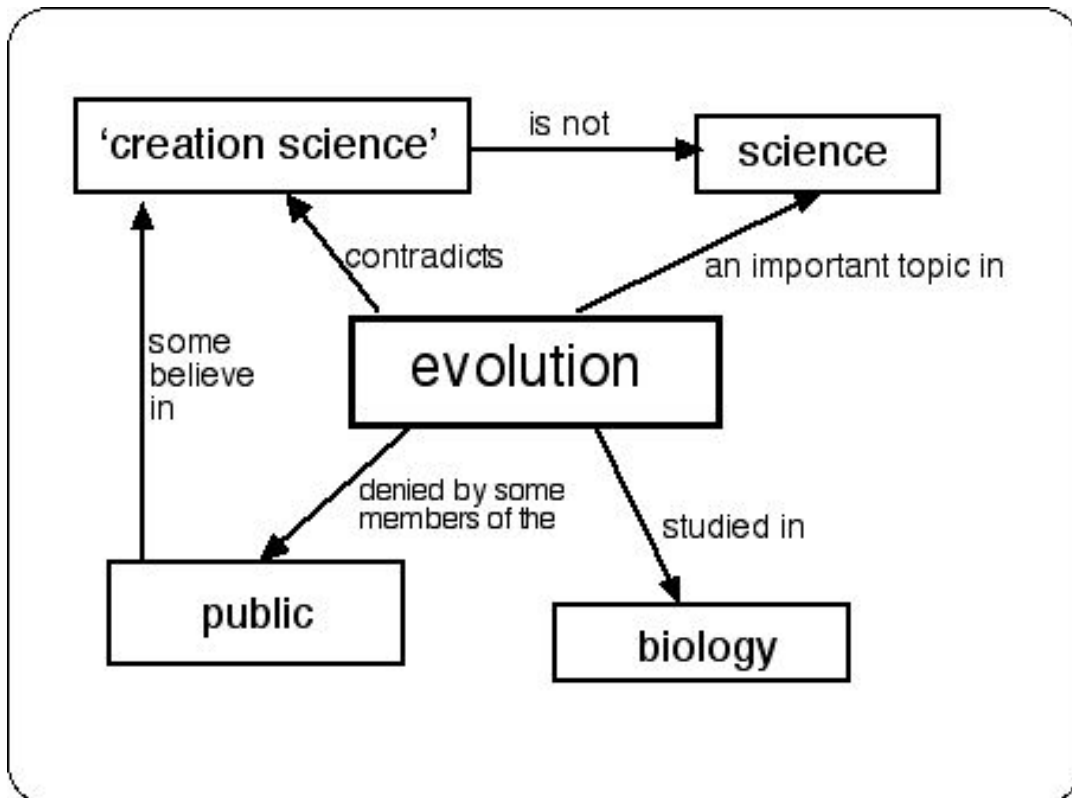 ‘creation science’
is not
science
contradicts
an important topic in
evolution
some
believe
in
denied by some
members of the
studied in
public
biology